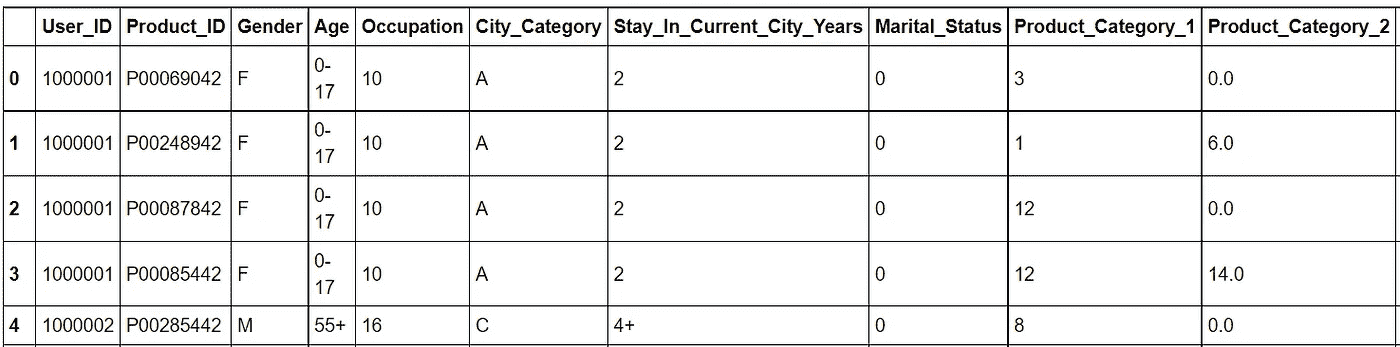 User_ID Product_ID Gender Age Occupation City_Category Stay_In_Current_City_Years Marital_Status Product_Category_1 Product_Category_2
0 1000001 P00069042 F 0-17 10 A 2 0 3 0.0
1 1000001 P00248942 F 0-17 10 A 2 0 1 6.0
2 1000001 P00087842 F 0-17 10 A 2 0 12 0.0
3 1000001 P00085442 F 0-17 10 A 2 0 12 14.0
4 1000002 P00285442 M 55+ 16 C 4+ 0 8 0.0